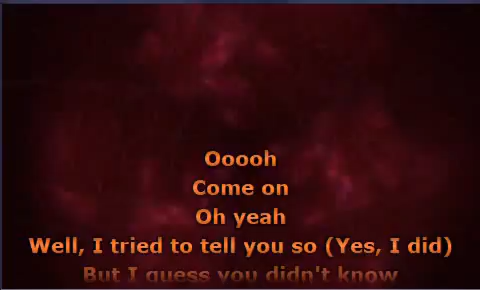 Ooooh
Come on
Oh yeah
Well, I tried to tell you so (Yes, I did)
But I guess you didn't know